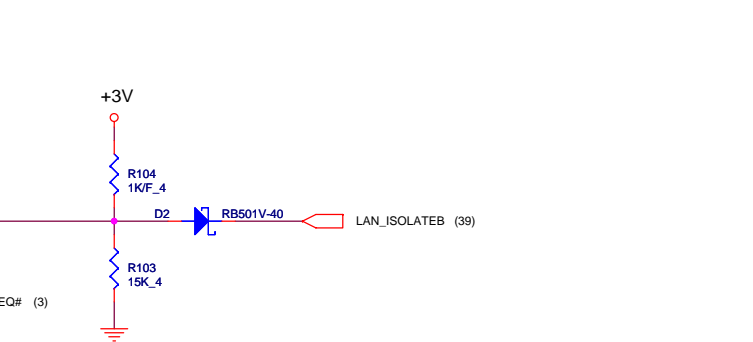 +3V
R104
1K/F_4
D2
RB501V-40
LAN_ISOLATEB (39)
R103
15K_4
EQ# (3)